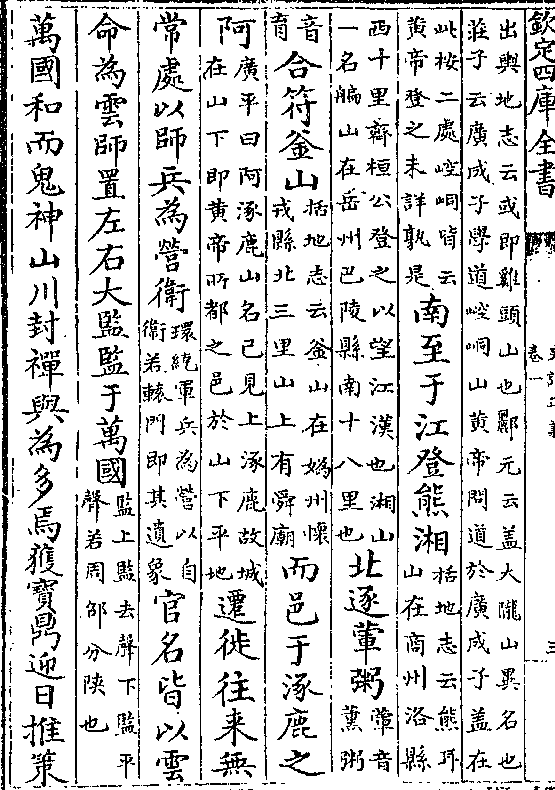 欽定四庫全書
卷一
出與地志云或即雞頭山也酈元云盖大隴山異名也
莊子云廣成子學道崆峒山黄帝問道於廣成子盖在
此桉二處崆峒皆云
黄帝登之未詳孰是
南至于江登熊湘
括地志云熊耳
山在商州洛縣
西十里齊桓公登之以望江漢也湘山
一名艑山在岳州巴陵縣南十八里也
北逐葷粥
葷音
熏粥
音
育
合符釡山
括地志云釡山在嬀州懷
戎縣北三里山上有舜廟
而邑于涿鹿之
阿
廣平曰阿涿鹿山名已見上涿鹿故城
在山下即黄帝所都之邑於山下平地
遷徙往来無
常處以師兵為營衛
環繞軍兵為營以自
衛若轅門即其遺象
官名皆以雲
命為雲師置左右大監監于萬國
監上監去聲下監平
聲若周邵分陜也
萬國和而鬼神山川封禪與為多焉獲寳鼎迎日推策